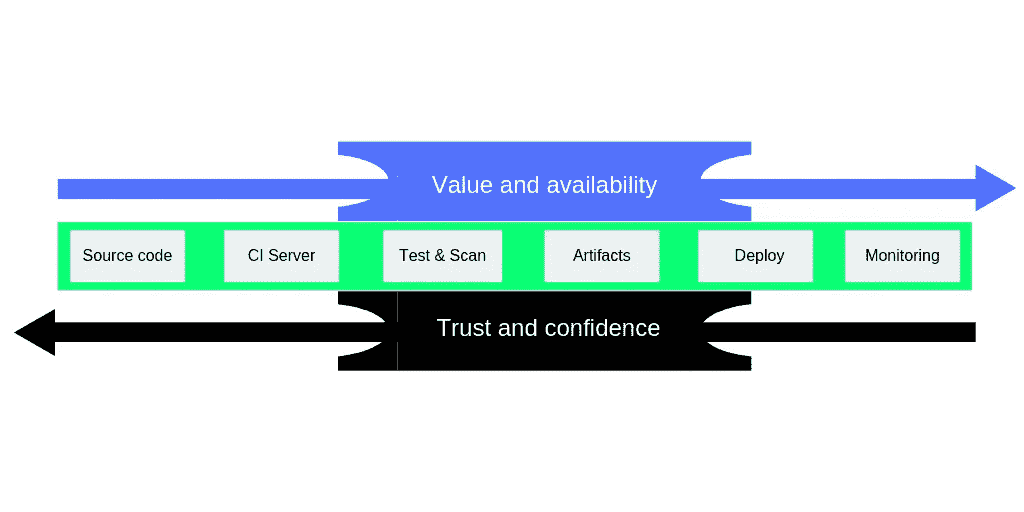 Value and availability
Source code
CI Server
Test & Scan
Artifacts
Deploy
Monitoring
Trust and confidence